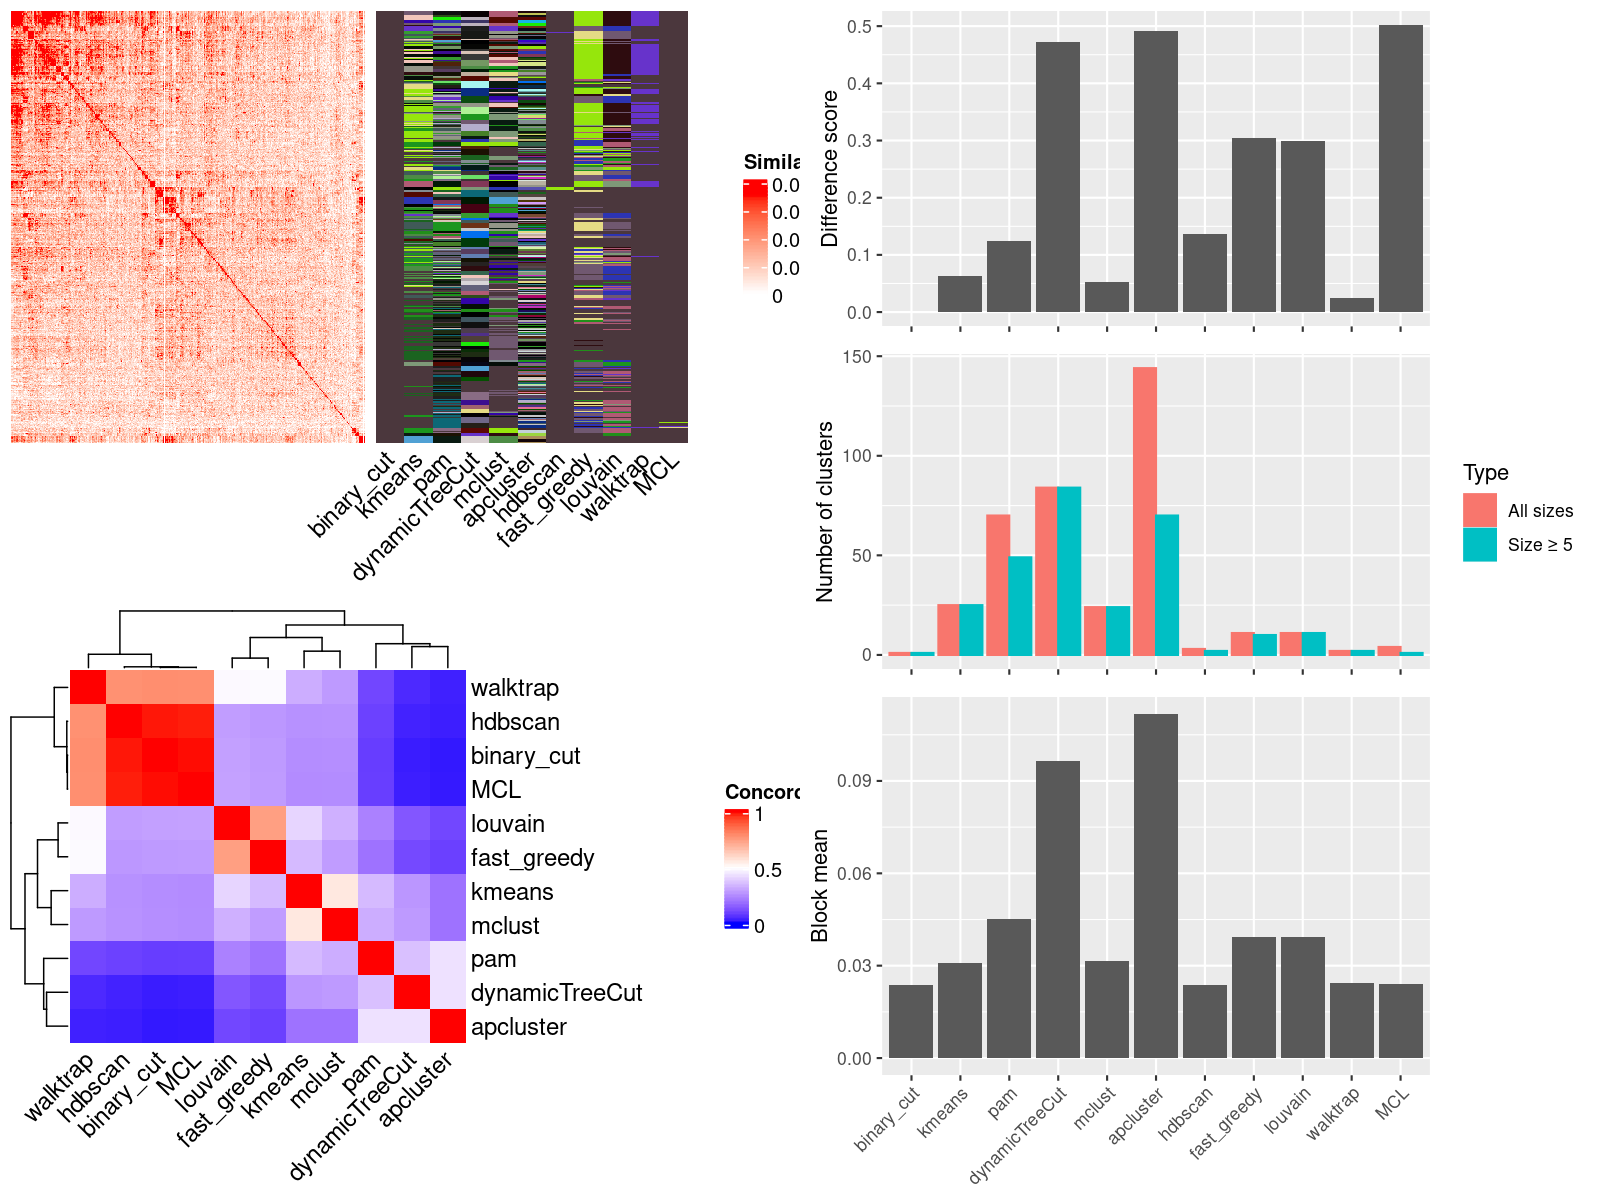 Simila
0.0
0.0
0.0
0.0
0
binary_cut
kmeans
pam
dynamicTreeCut
mclust
apcluster
hdbscan
fast_greedy
louvain
walktrap
MCL
walktrap
hdbscan
binary_cut
MCL
louvain
fast_greedy
kmeans
mclust
pam
dynamicTreeCut
apcluster
walktrap
hdbscan
binary_cut
MCL
louvain
fast_greedy
kmeans
mclust
pam
dynamicTreeCut
apcluster
Concord
1
0.5
0
Difference score
0.5
0.4
0.3
0.2
0.1
0.0
Number of clusters
150
100
50
0
Type
All sizes
Size ≥ 5
Block mean
0.09
0.06
0.03
0.00
binary_cut
kmeans
pam
dynamicTreeCut
mclust
apcluster
hdbscan
fast_greedy
louvain
walktrap
MCL